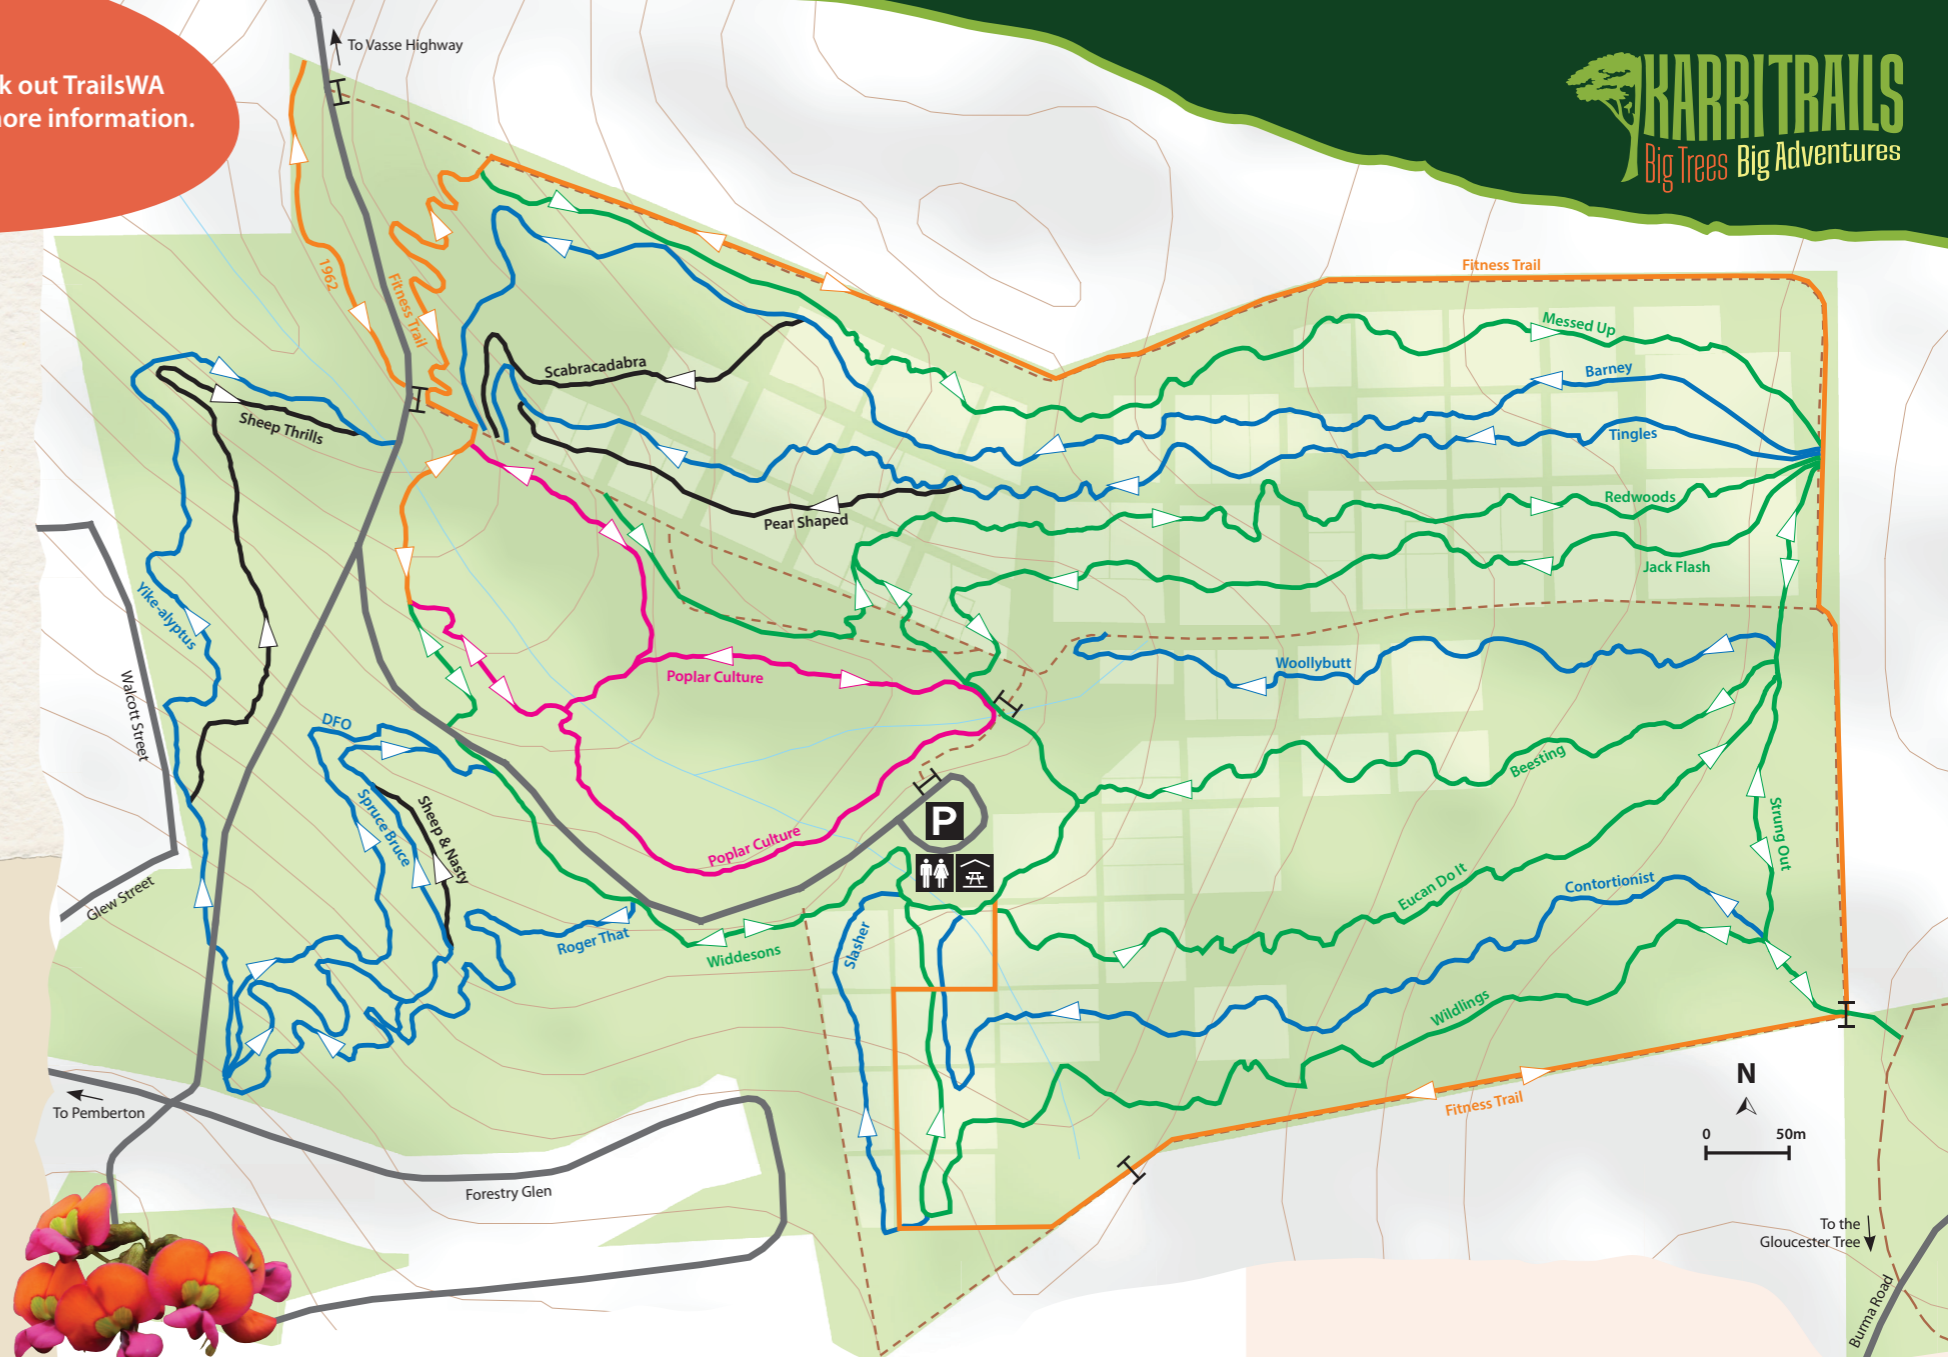 k out TrailsWA
ore information.
To Vasse Highway
KARRI TRAILS
Big Trees Big Adventures
1962
Fitness Trail
Fitness Trail
Messed Up
Barney
Tingles
Redwoods
Jack Flash
Scabracadabra
Sheep Thrills
Pear Shaped
Yike-alyptus
Walcott Street
Poplar Culture
Woollybutt
DFO
Spruce Bruce
Sheep & Nasty
Poplar Culture
P
Beesting
Strung Out
Glew Street
Eucan Do It
Contortionist
Roger That
Widdesons
Slasher
Wildlings
Fitness Trail
N
0 50m
To Pemberton
Forestry Glen
To the
Gloucester Tree
Burma Road